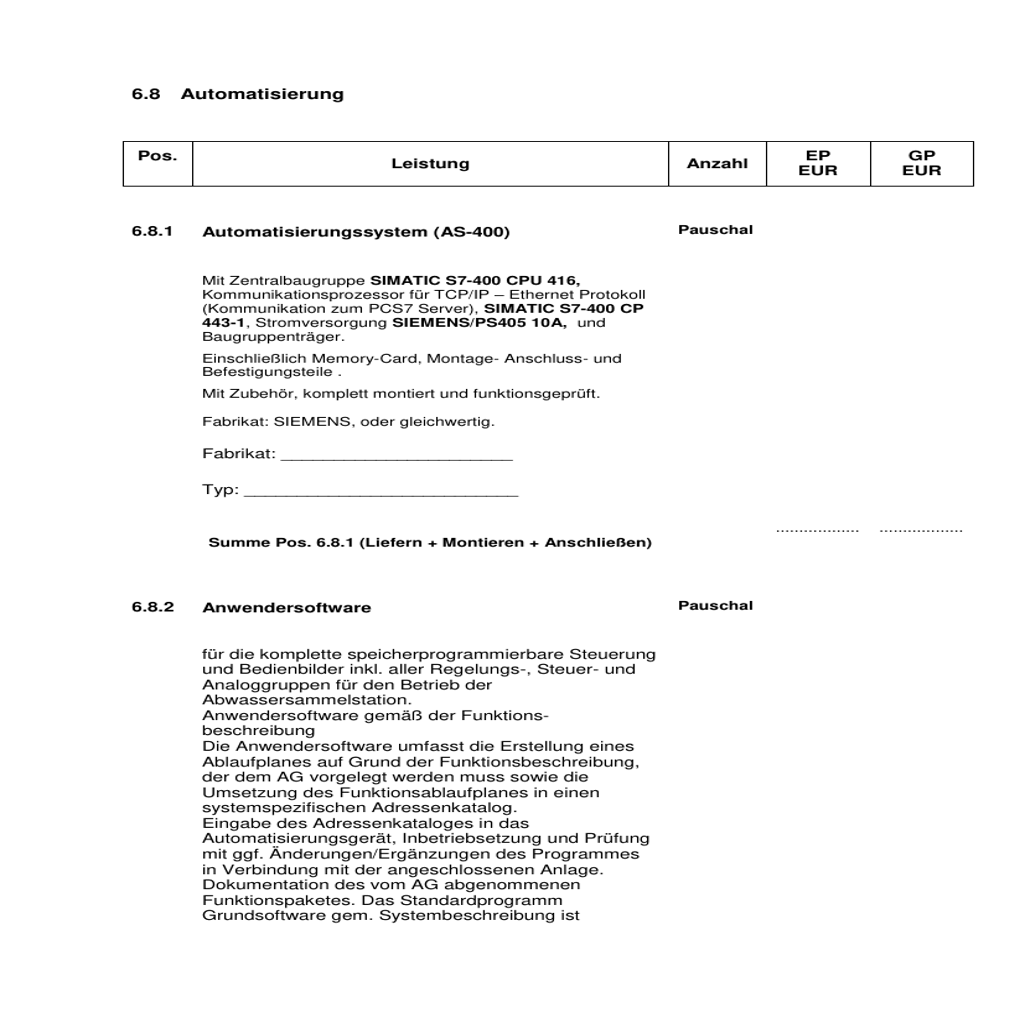 6.8 Automatisierung
Pos. Leistung Anzahl EP EUR GP EUR
6.8.1 Automatisierungssystem (AS-400) Pauschal
Mit Zentralbaugruppe SIMATIC S7-400 CPU 416,
Kommunikationsprozessor für TCP/IP – Ethernet Protokoll
(Kommunikation zum PCS7 Server), SIMATIC S7-400 CP
443-1, Stromversorgung SIEMENS/PS405 10A, und
Baugruppenträger.
Einschließlich Memory-Card, Montage- Anschluss- und
Befestigungsteile .
Mit Zubehör, komplett montiert und funktionsgeprüft.
Fabrikat: SIEMENS, oder gleichwertig.
Fabrikat: ______________________
Typ: __________________________
.................. ..................
Summe Pos. 6.8.1 (Liefern + Montieren + Anschließen)
6.8.2 Anwendersoftware Pauschal
für die komplette speicherprogrammierbare Steuerung
und Bedienbilder inkl. aller Regelungs-, Steuer- und
Analoggruppen für den Betrieb der
Abwassersammelstation.
Anwendersoftware gemäß der Funktions-
beschreibung
Die Anwendersoftware umfasst die Erstellung eines
Ablaufplanes auf Grund der Funktionsbeschreibung,
der dem AG vorgelegt werden muss sowie die
Umsetzung des Funktionsablaufplanes in einen
systemspezifischen Adressenkatalog.
Eingabe des Adressenkataloges in das
Automatisierungsgerät, Inbetriebsetzung und Prüfung
mit ggf. Änderungen/Ergänzungen des Programmes
in Verbindung mit der angeschlossenen Anlage.
Dokumentation des vom AG abgenommenen
Funktionspaketes. Das Standardprogramm
Grundsoftware gem. Systembeschreibung ist